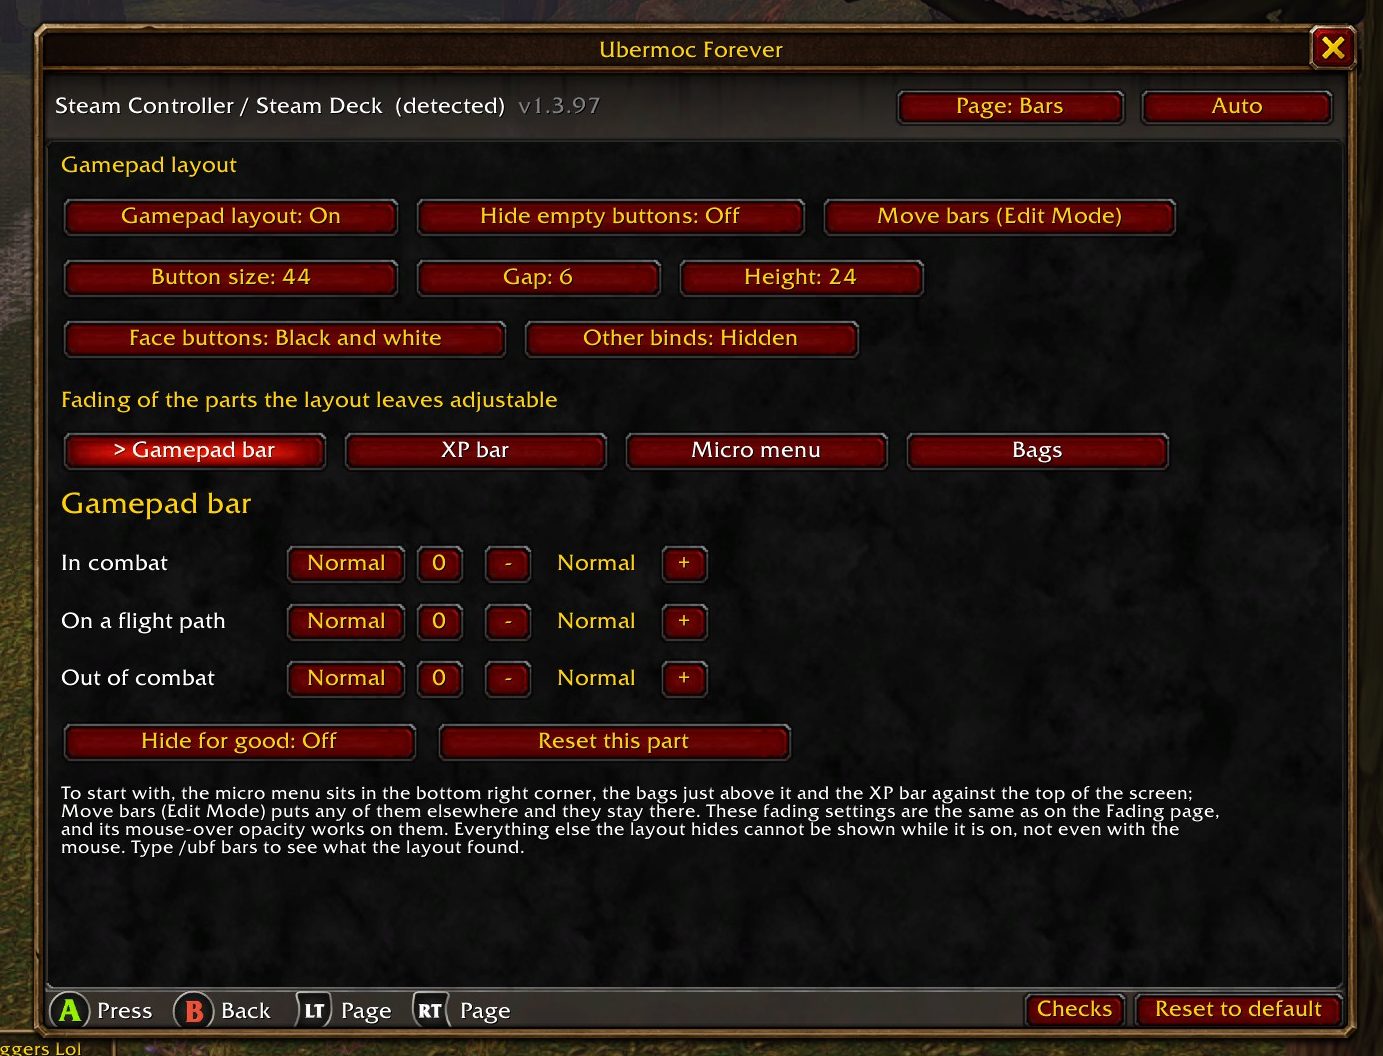 Ubermoc Forever
Steam Controller / Steam Deck (detected) v1.3.97
Page: Bars
Auto
Gamepad layout
Gamepad layout: On
Hide empty buttons: Off
Move bars (Edit Mode)
Button size: 44
Gap: 6
Height: 24
Face buttons: Black and white
Other binds: Hidden
Fading of the parts the layout leaves adjustable
> Gamepad bar
XP bar
Micro menu
Bags
Gamepad bar
In combat Normal 0 - Normal +
On a flight path Normal 0 - Normal +
Out of combat Normal 0 - Normal +
Hide for good: Off
Reset this part
To start with, the micro menu sits in the bottom right corner, the bags just above it and the XP bar against the top of the screen;
Move bars (Edit Mode) puts any of them elsewhere and they stay there. These fading settings are the same as on the Fading page,
and its mouse-over opacity works on them. Everything else the layout hides cannot be shown while it is on, not even with the
mouse. Type /ubf bars to see what the layout found.
A Press B Back LT Page RT Page
Checks
Reset to default
Lol